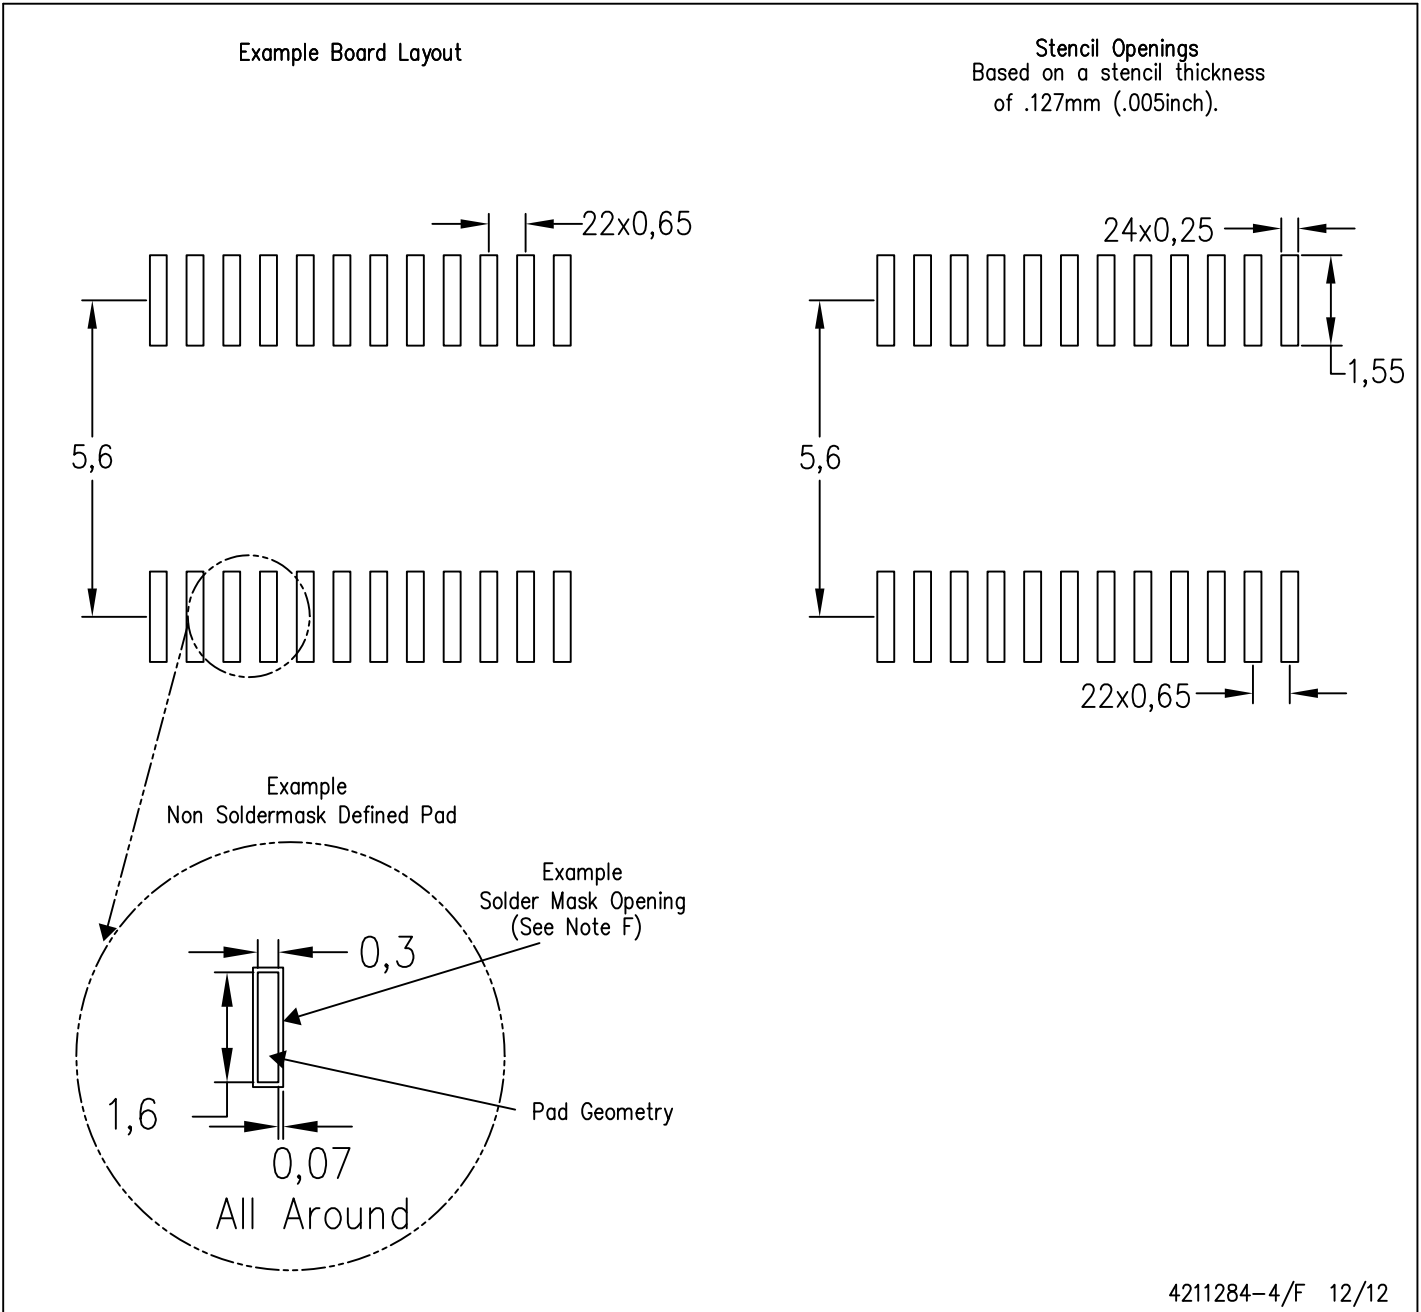 Example Board Layout
Stencil Openings
Based on a stencil thickness
of .127mm (.005inch).
22x0,65
24x0,25
1,55
5,6
5,6
22x0,65
Example
Non Soldermask Defined Pad
Example
Solder Mask Opening
(See Note F)
0,3
1,6
Pad Geometry
0,07
All Around
4211284-4/F 12/12